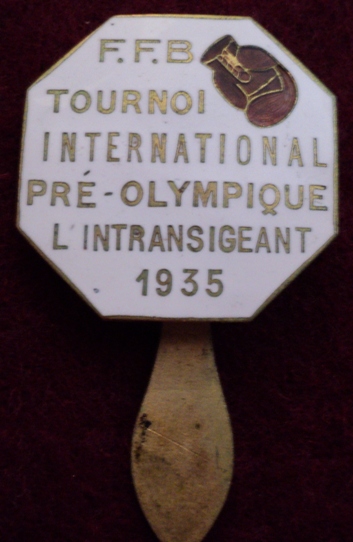 F.F.B
TOURNOI
INTERNATIONAL
PRÉ-OLYMPIQUE
L'INTRANSIGEANT
1935